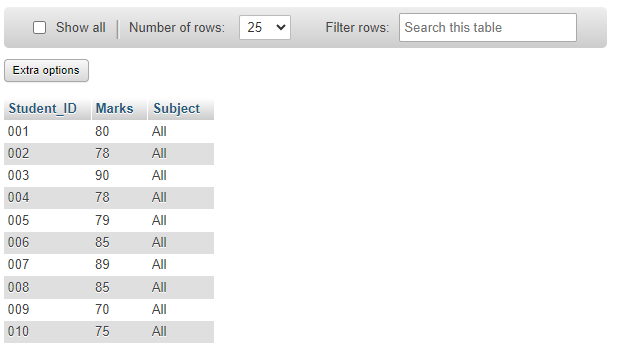 Show all Number of rows: 25 Filter rows: Search this table
Extra options
Student_ID Marks Subject
001 80 All
002 78 All
003 90 All
004 78 All
005 79 All
006 85 All
007 89 All
008 85 All
009 70 All
010 75 All